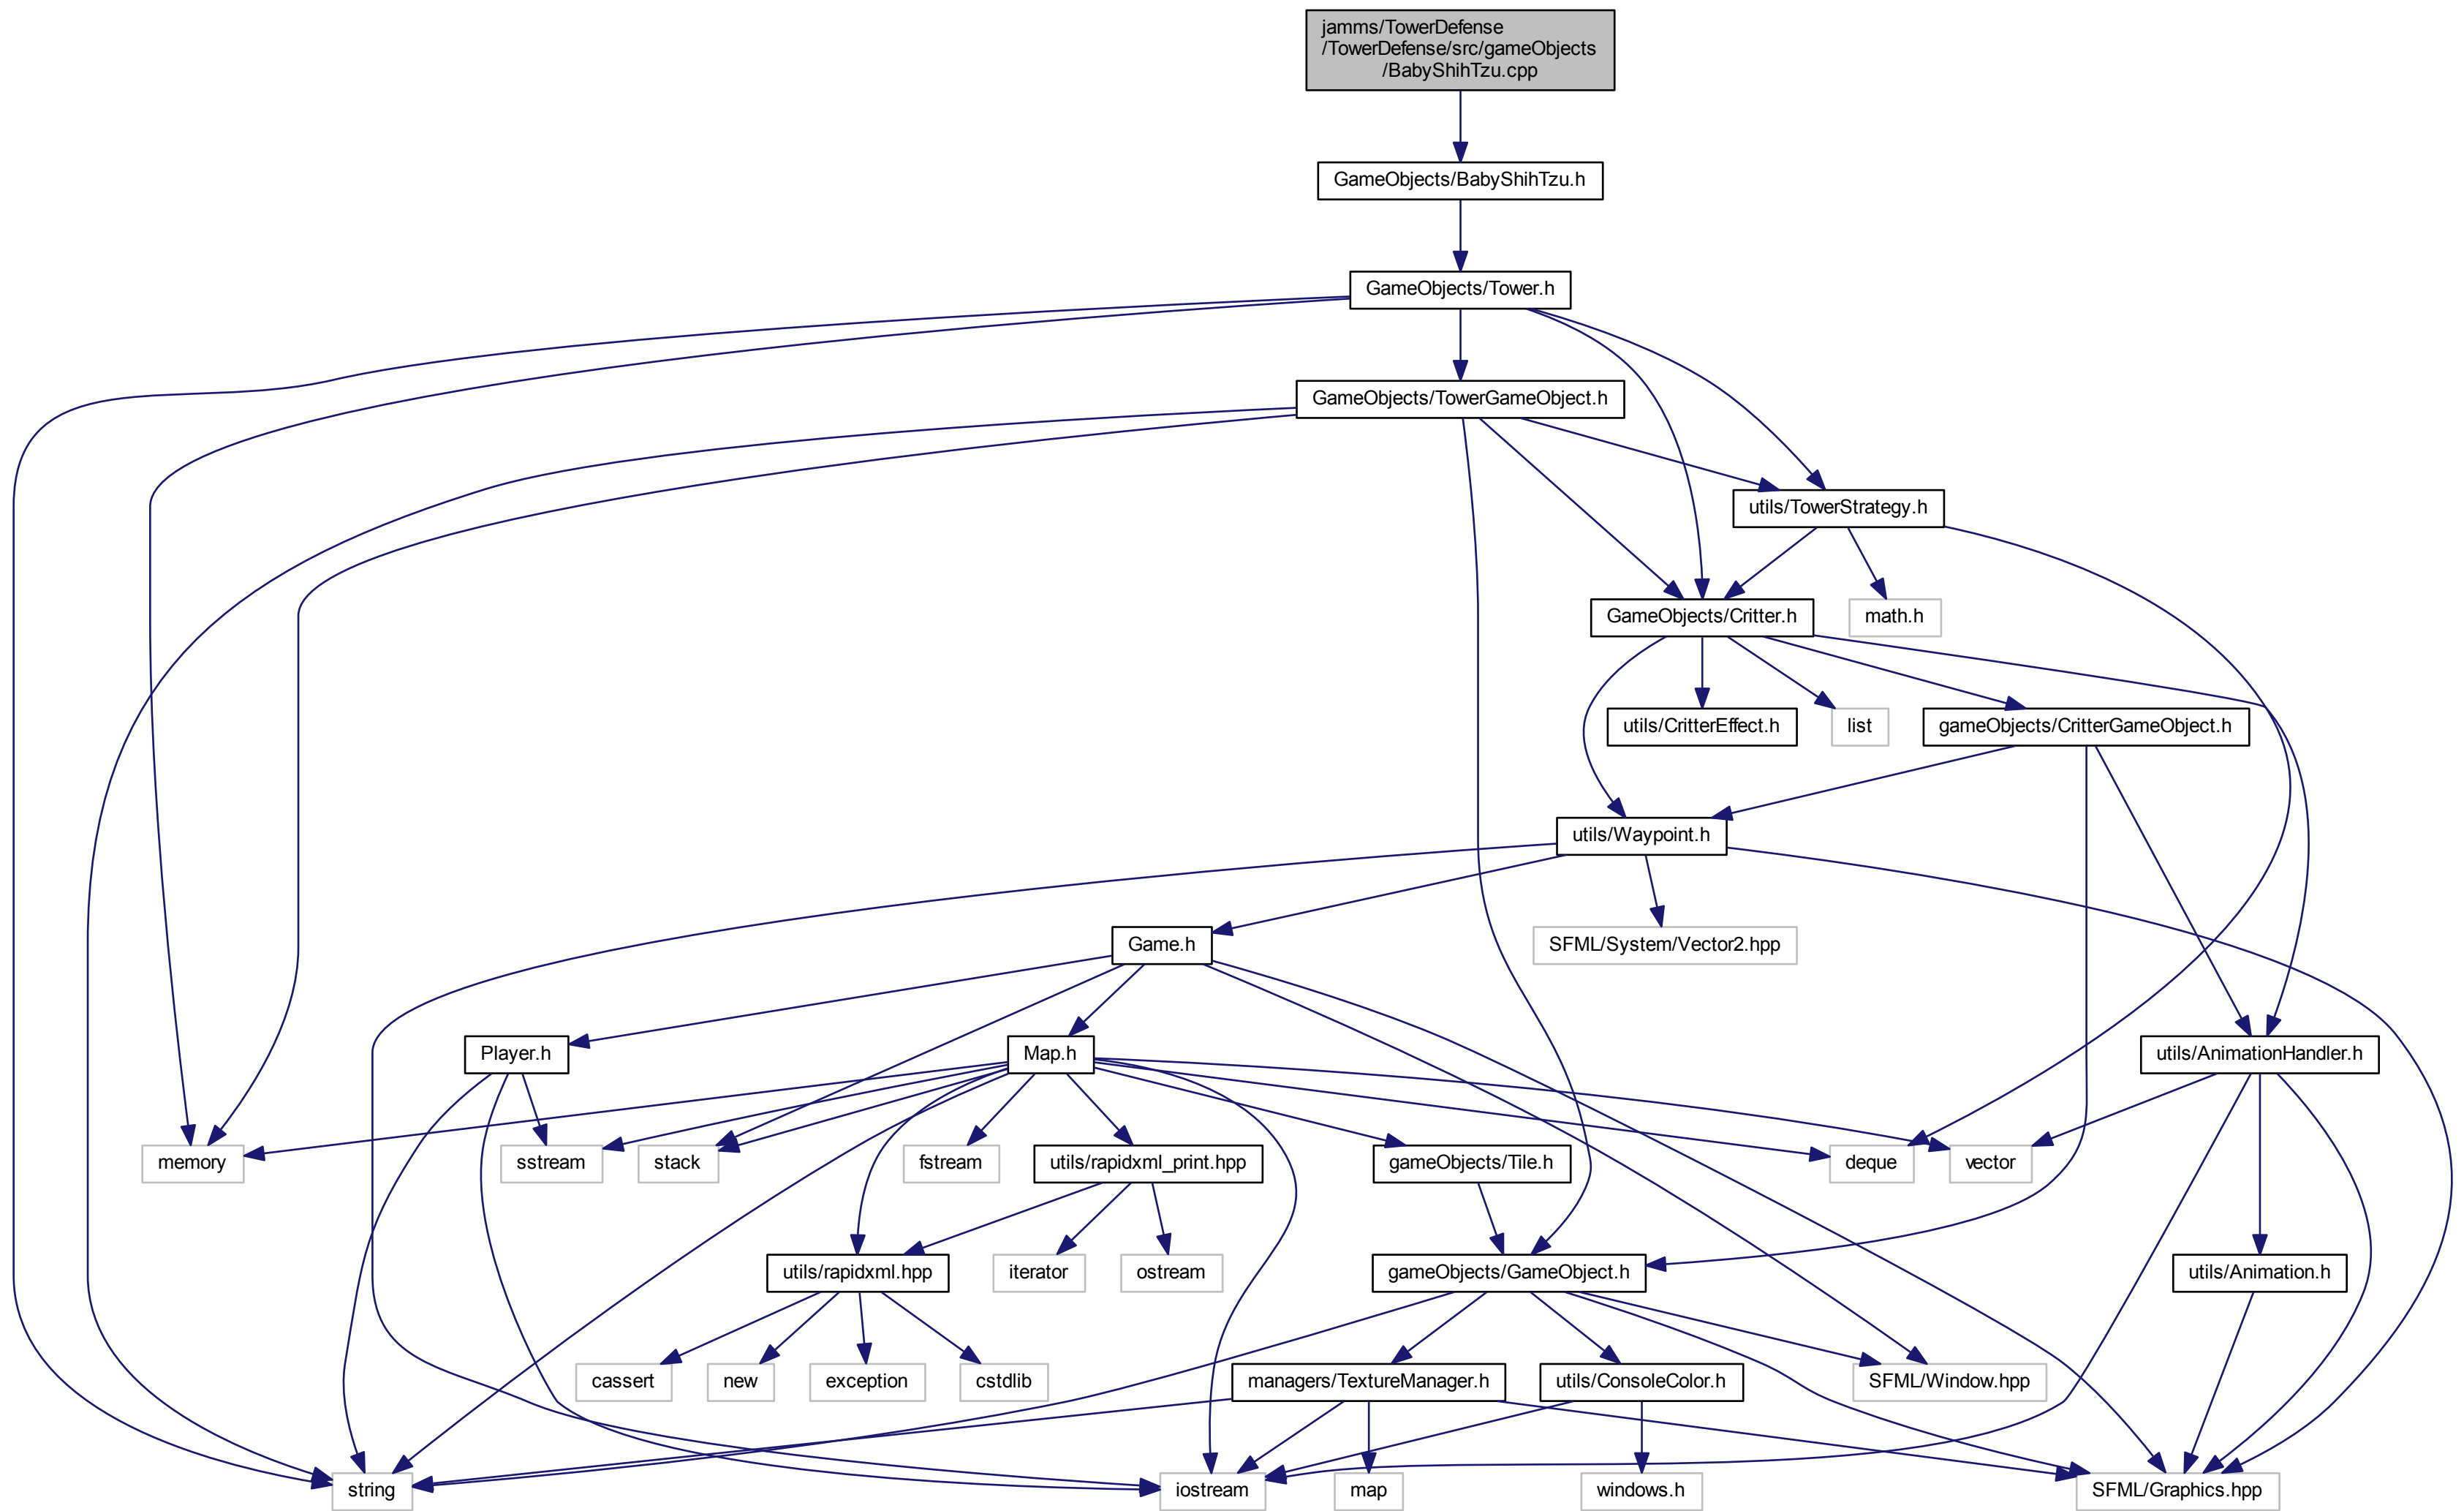 jamms/TowerDefense
/TowerDefense/src/gameObjects
/BabyShihTzu.cpp
GameObjects/BabyShihTzu.h
GameObjects/Tower.h
GameObjects/TowerGameObject.h
utils/TowerStrategy.h
GameObjects/Critter.h
math.h
utils/CritterEffect.h
list
gameObjects/CritterGameObject.h
utils/Waypoint.h
Game.h
SFML/System/Vector2.hpp
Player.h
Map.h
utils/AnimationHandler.h
memory
sstream
stack
fstream
utils/rapidxml_print.hpp
gameObjects/Tile.h
deque
vector
utils/rapidxml.hpp
iterator
ostream
gameObjects/GameObject.h
utils/Animation.h
cassert
new
exception
cstdlib
managers/TextureManager.h
utils/ConsoleColor.h
SFML/Window.hpp
string
iostream
map
windows.h
SFML/Graphics.hpp